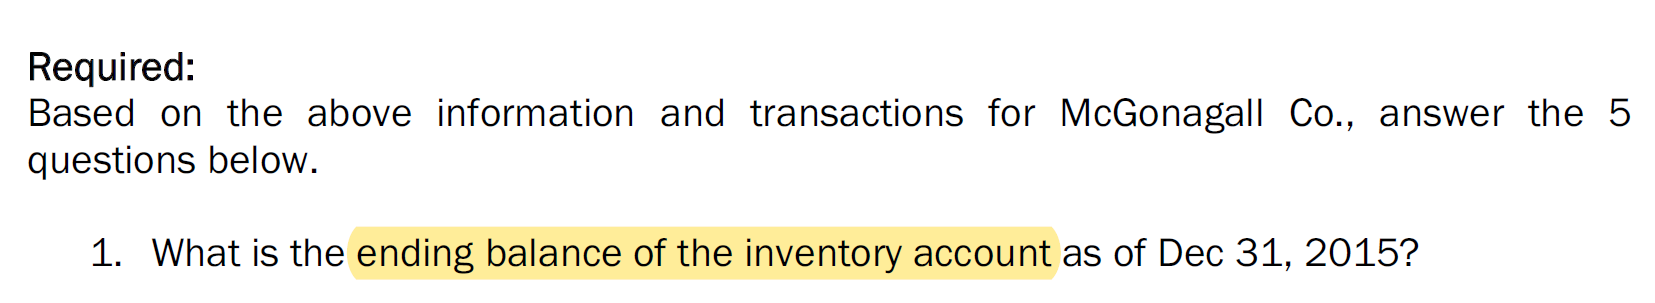 Required:
Based on the above information and transactions for McGonagall Co., answer the 5
questions below.
1. What is the ending balance of the inventory account as of Dec 31, 2015?